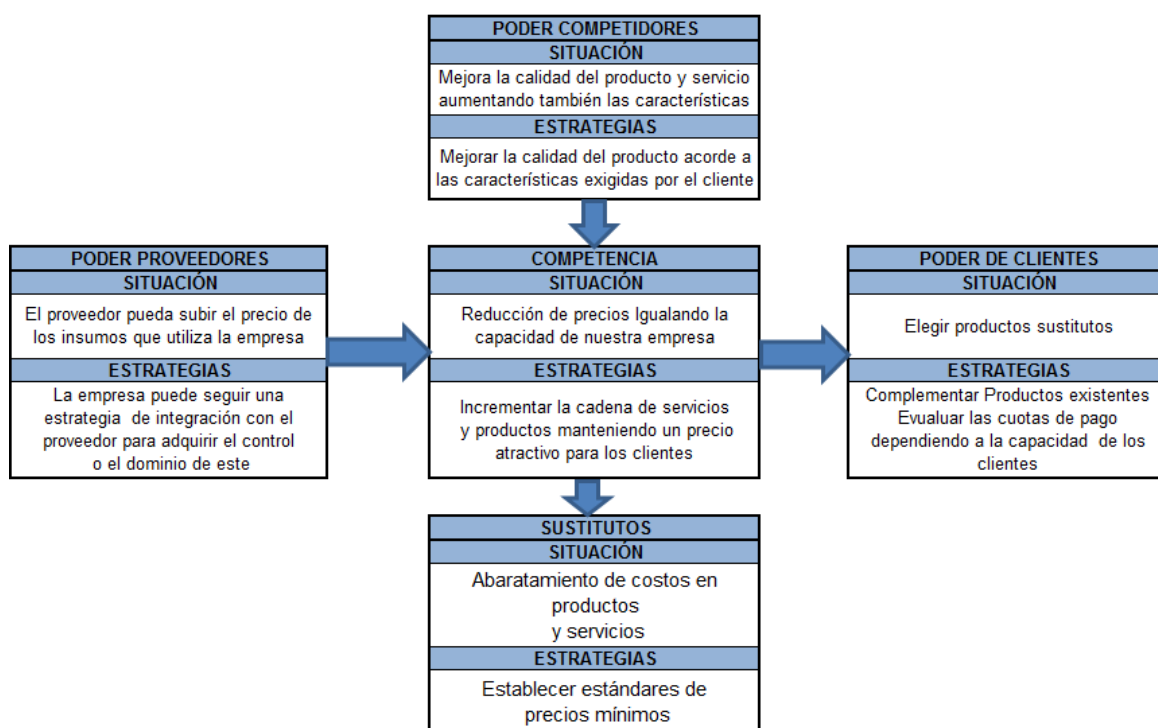 PODER COMPETIDORES
SITUACIÓN
Mejora la calidad del producto y servicio
aumentando también las características
ESTRATEGIAS
Mejorar la calidad del producto acorde a
las características exigidas por el cliente
PODER PROVEEDORES
SITUACIÓN
El proveedor pueda subir el precio de
los insumos que utiliza la empresa
ESTRATEGIAS
La empresa puede seguir una
estrategia de integración con el
proveedor para adquirir el control
o el dominio de este
COMPETENCIA
SITUACIÓN
Reducción de precios Igualando la
capacidad de nuestra empresa
ESTRATEGIAS
Incrementar la cadena de servicios
y productos manteniendo un precio
atractivo para los clientes
PODER DE CLIENTES
SITUACIÓN
Elegir productos sustitutos
ESTRATEGIAS
Complementar Productos existentes
Evaluar las cuotas de pago
dependiendo a la capacidad de los
clientes
SUSTITUTOS
SITUACIÓN
Abaratamiento de costos en
productos
y servicios
ESTRATEGIAS
Establecer estándares de
precios mínimos